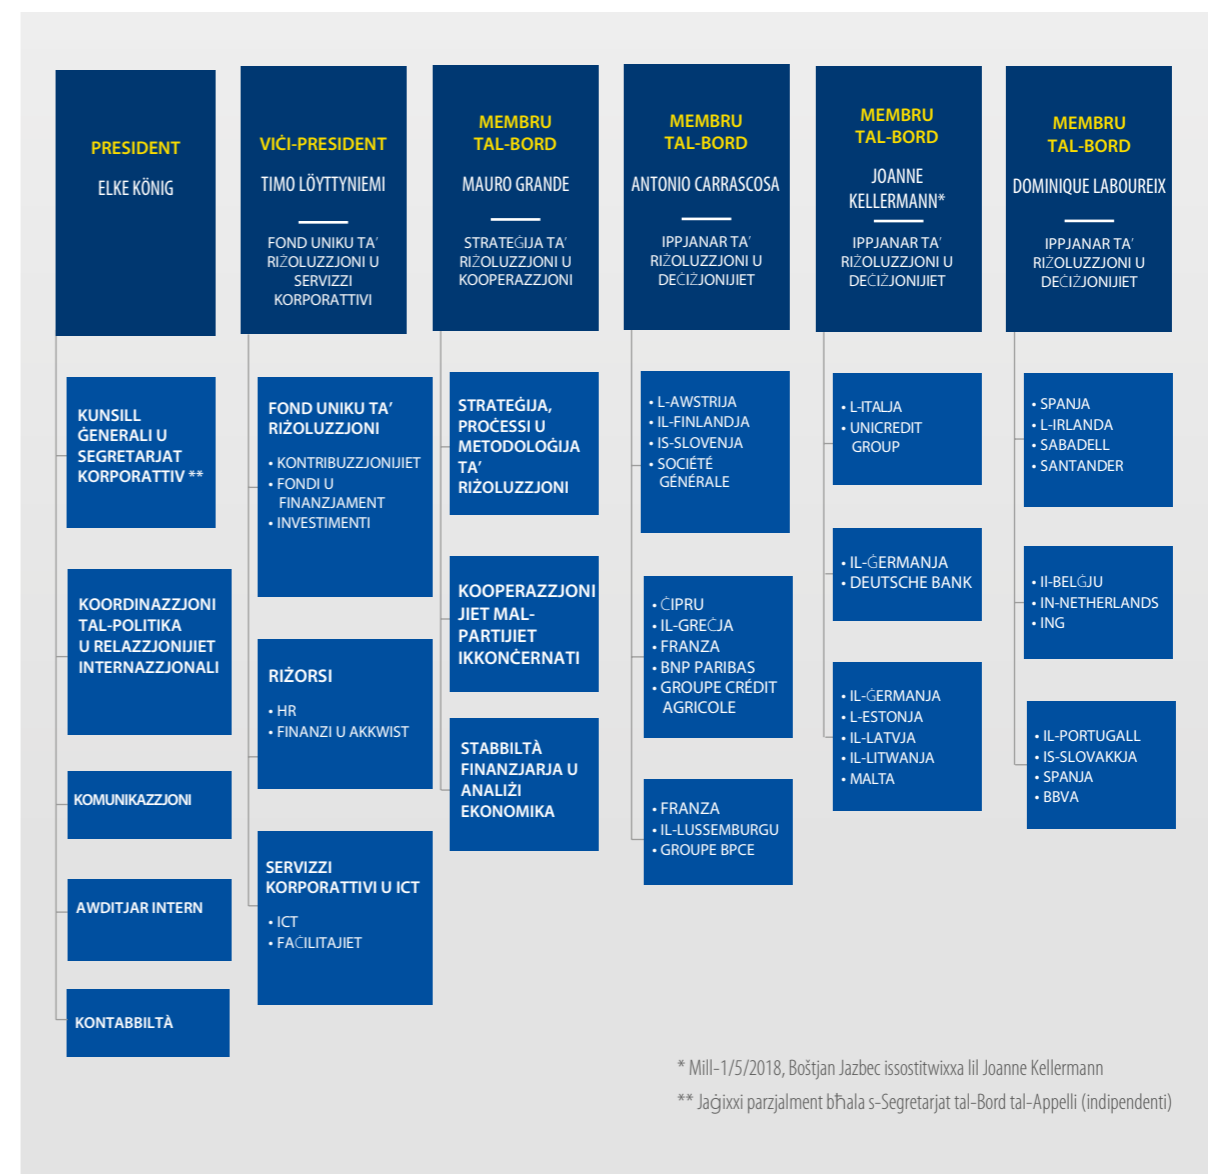 PRESIDENT
ELKE KÖNIG
KUNSILL
ĠENERALI U
SEGRETARJAT
KORPORATTIV **
KOORDINAZZJONI
TAL-POLITIKA
U RELAZZJONIJIET
INTERNAZZJONALI
KOMUNIKAZZJONI
AWDITJAR INTERN
KONTABBILTÀ
VIĊI-PRESIDENT
TIMO LÖYTTYNIEMI
FOND UNIKU TA’
RIŻOLUZZJONI U
SERVIZZI
KORPORATTIVI
FOND UNIKU TA’
RIŻOLUZZJONI
• KONTRIBUZZJONIJIET
• FONDI U
FINANZJAMENT
• INVESTIMENTI
RIŻORSI
• HR
• FINANZI U AKKWIST
SERVIZZI
KORPORATTIVI U ICT
• ICT
• FAĊILITAJIET
MEMBRU
TAL-BORD
MAURO GRANDE
STRATEĠIJA TA’
RIŻOLUZZJONI U
KOOPERAZZJONI
STRATEĠIJA,
PROĊESSI U
METODOLOĠIJA
TA’
RIŻOLUZZJONI
KOOPERAZZJONI
JIET MAL-
PARTIJIET
IKKONĊERNATI
STABBILTÀ
FINANZJARJA U
ANALIŻI
EKONOMIKA
MEMBRU
TAL-BORD
ANTONIO CARRASCOSA
IPPJANAR TA’
RIŻOLUZZJONI U
DEĊIŻJONIJIET
• L-AWSTRIJA
• IL-FINLANDJA
• IS-SLOVENJA
• SOCIÉTÉ
GÉNÉRALE
• ĊIPRU
• IL-GREĊJA
• FRANZA
• BNP PARIBAS
• GROUPE CRÉDIT
AGRICOLE
• FRANZA
• IL-LUSSEMBURGU
• GROUPE BPCE
MEMBRU
TAL-BORD
JOANNE
KELLERMANN*
IPPJANAR TA’
RIŻOLUZZJONI U
DEĊIŻJONIJIET
• L-ITALJA
• UNICREDIT
GROUP
• IL-ĠERMANJA
• DEUTSCHE BANK
• IL-ĠERMANJA
• L-ESTONJA
• IL-LATVJA
• IL-LITWANJA
• MALTA
MEMBRU
TAL-BORD
DOMINIQUE LABOUREIX
IPPJANAR TA’
RIŻOLUZZJONI U
DEĊIŻJONIJIET
• SPANJA
• L-IRLANDA
• SABADELL
• SANTANDER
• Il-BELĠJU
• IN-NETHERLANDS
• ING
• IL-PORTUGALL
• IS-SLOVAKKJA
• SPANJA
• BBVA
* Mill-1/5/2018, Boštjan Jazbec issostitwixxa lil Joanne Kellermann
** Jaġixxi parzjalment bħala s-Segretarjat tal-Bord tal-Appelli (indipendenti)